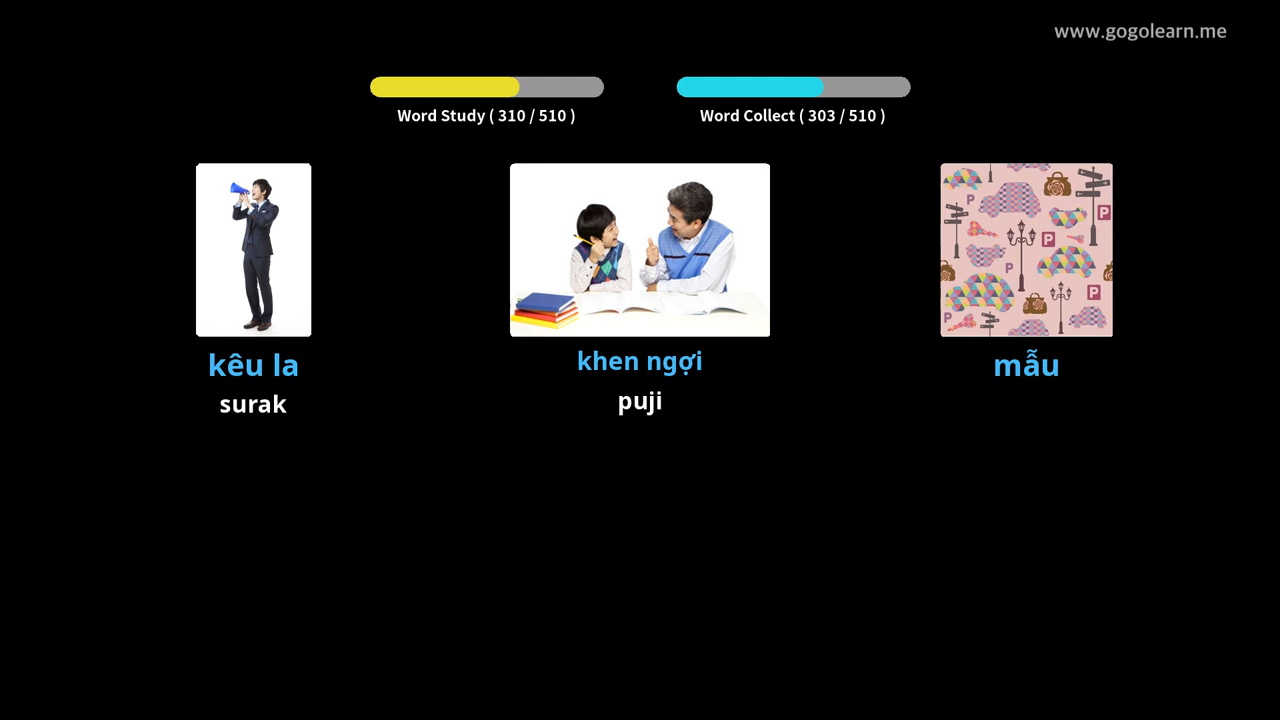 www.gogolearn.me
Word Study ( 310 / 510 )
Word Collect ( 303 / 510 )
kêu la
surak
khen ngợi
puji
mẫu
P
P
P
P
P
P